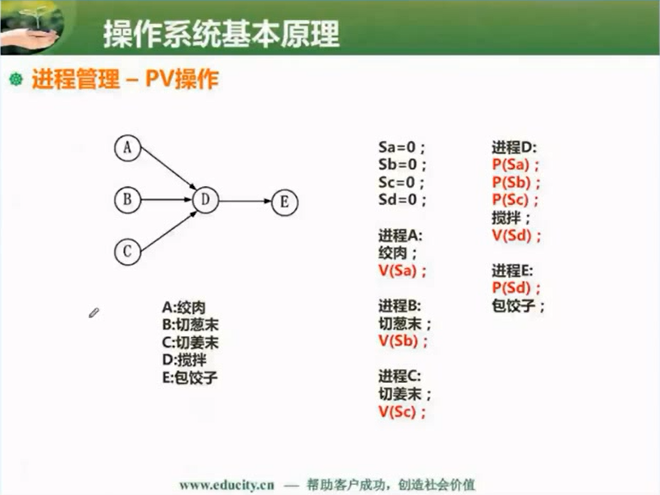 操作系统基本原理
进程管理 – PV操作
A
B
C
D
E
A:绞肉
B:切葱末
C:切姜末
D:搅拌
E:包饺子
Sa=0；
Sb=0；
Sc=0；
Sd=0；
进程A:
绞肉；
V(Sa)；
进程B:
切葱末；
V(Sb)；
进程C:
切姜末；
V(Sc)；
进程D:
P(Sa)；
P(Sb)；
P(Sc)；
搅拌；
V(Sd)；
进程E:
P(Sd)；
包饺子；
www.educity.cn — 帮助客户成功，创造社会价值